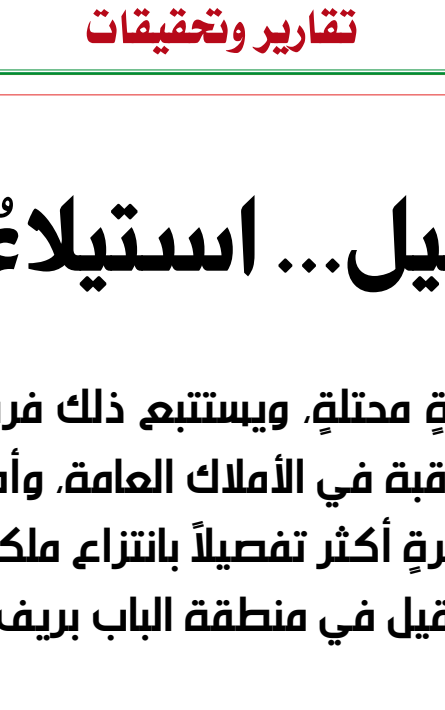 تقارير وتحقيقات
يل... استيلاءُ
ةٍ محتلةٍ، ويستتبع ذلك فر
قبة في الأملاك العامة، وأم
رةٍ أكثر تفصيلاً بانتزاع ملك
قيل في منطقة الباب بريف